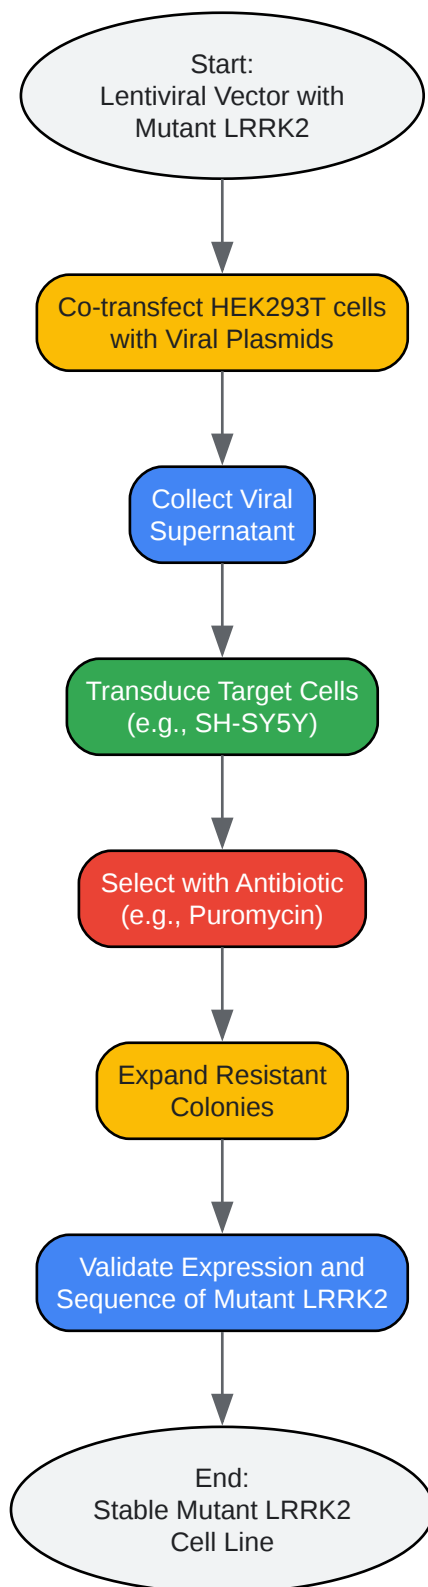 Start:
Lentiviral Vector with
Mutant LRRK2
Co-transfect HEK293T cells
with Viral Plasmids
Collect Viral
Supernatant
Transduce Target Cells
(e.g., SH-SY5Y)
Select with Antibiotic
(e.g., Puromycin)
Expand Resistant
Colonies
Validate Expression and
Sequence of Mutant LRRK2
End:
Stable Mutant LRRK2
Cell Line